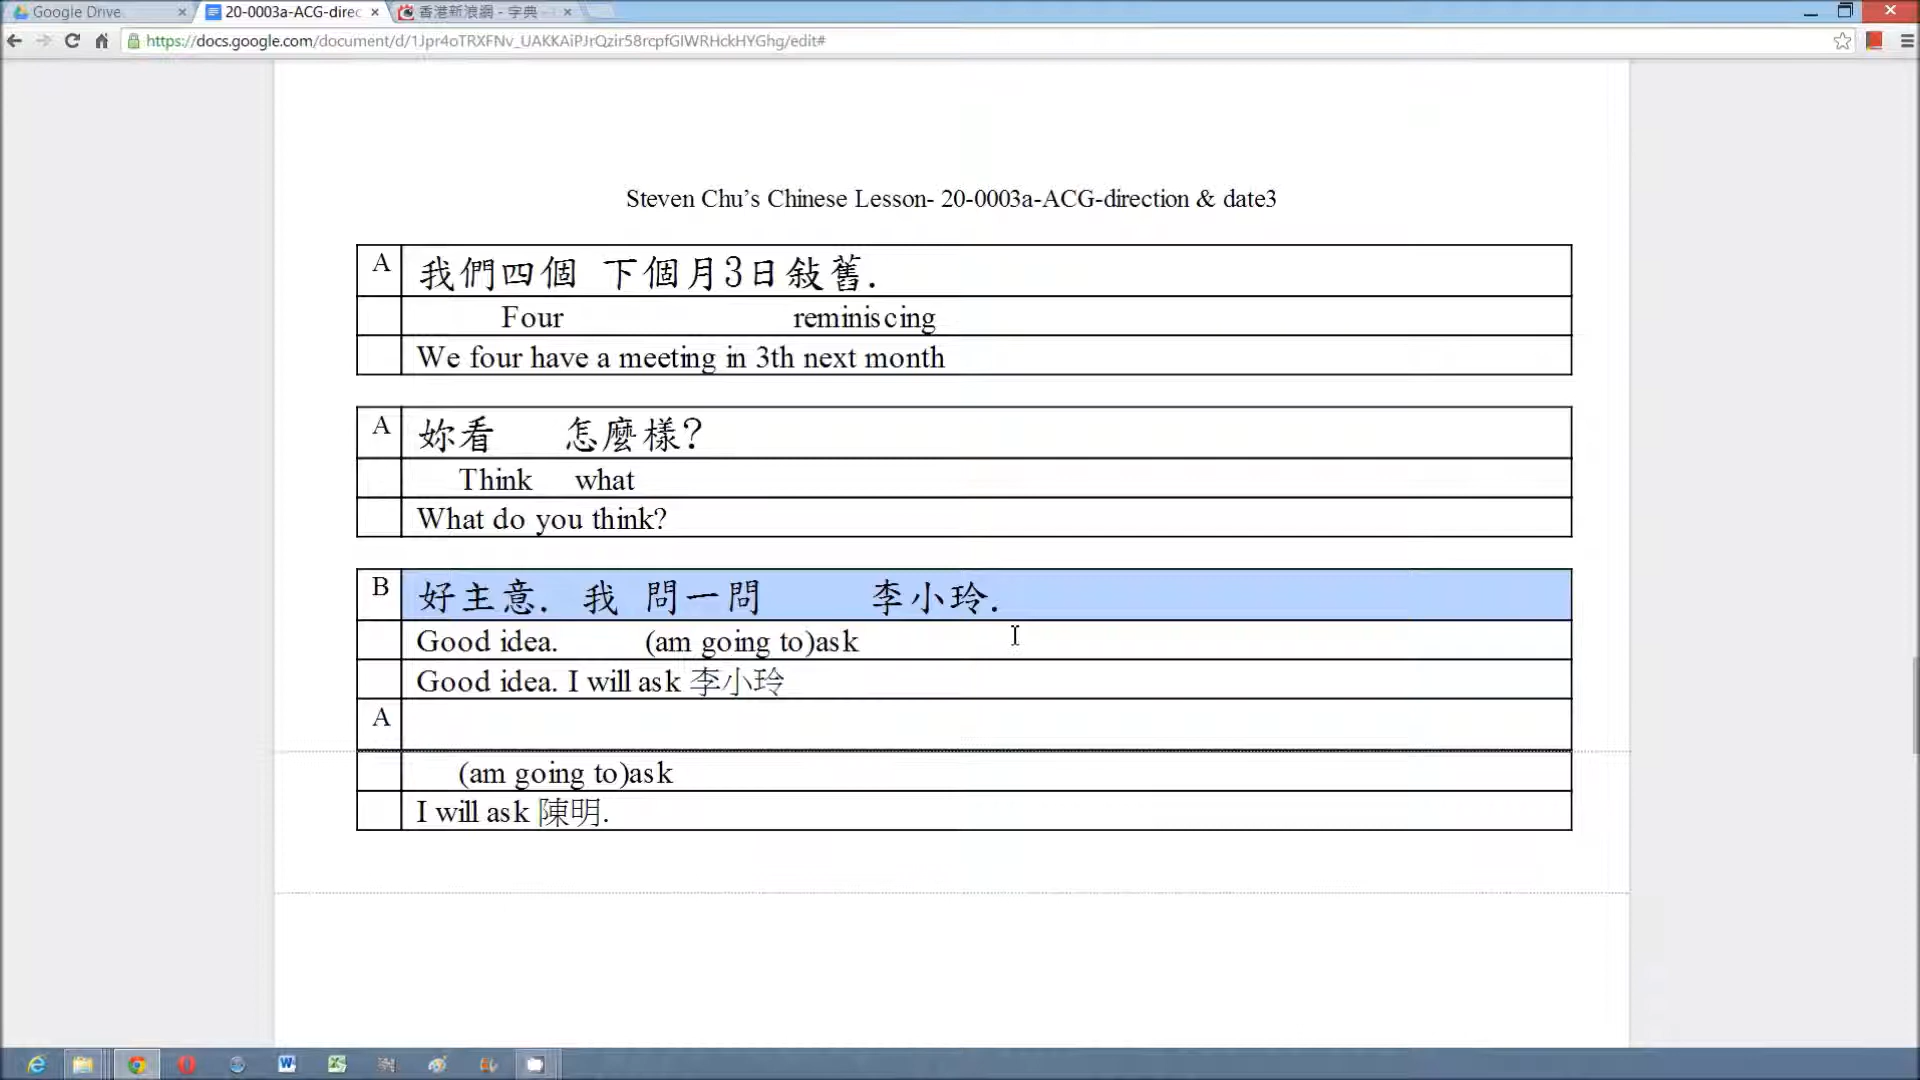 Google Drive
20-0003a-ACG-direc
香港新浪網 - 字典 -
https://docs.google.com/document/d/1Jpr4oTRXFNv_UAKKAiPJrQzir58rcpfGIWRHckHYGhg/edit#
Steven Chu’s Chinese Lesson- 20-0003a-ACG-direction & date3
A 我們四個 下個月3日敍舊.
Four reminiscing
We four have a meeting in 3th next month
A 妳看 怎麼樣?
Think what
What do you think?
B 好主意. 我 問一問 李小玲.
Good idea. (am going to)ask
Good idea. I will ask 李小玲
A
(am going to)ask
I will ask 陳明.